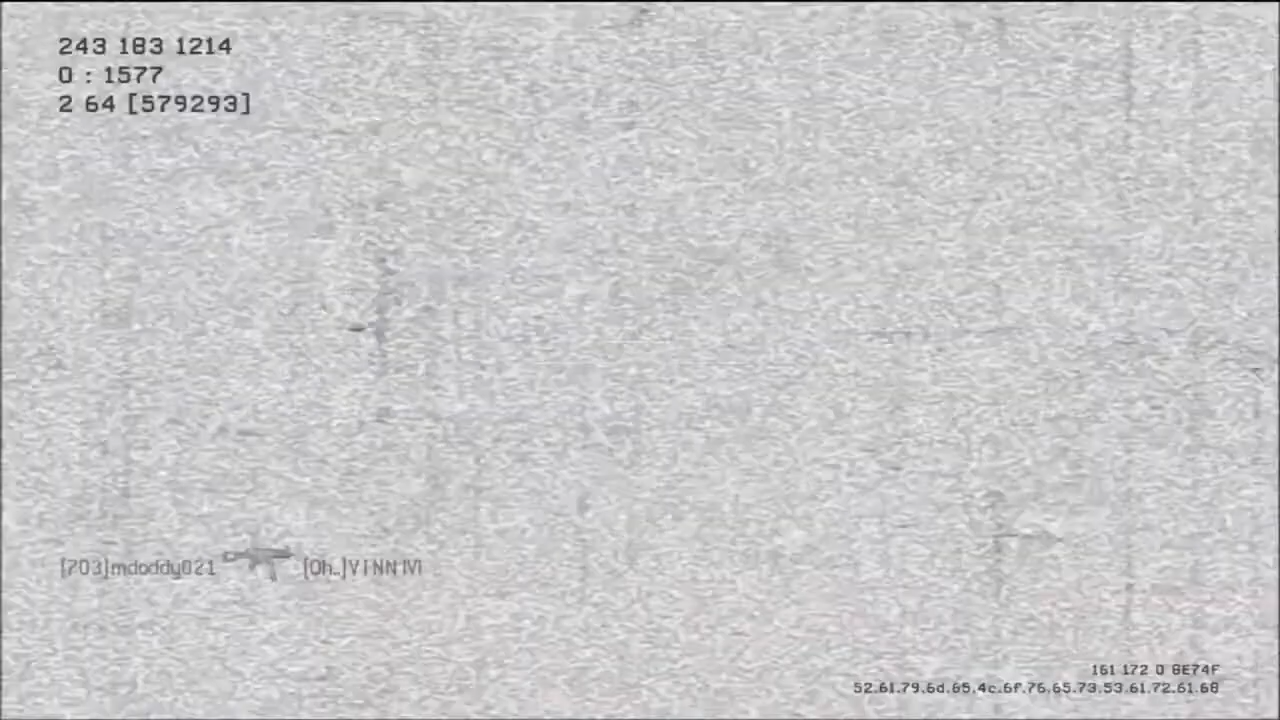 243 183 1214
0 : 1577
2 64 [579293]
[703]mdoddy021 [Oh..]V I NN IVI
161 172 0 8E74F
52.61.79.6d.65.4c.6f.76.65.73.53.61.72.61.68